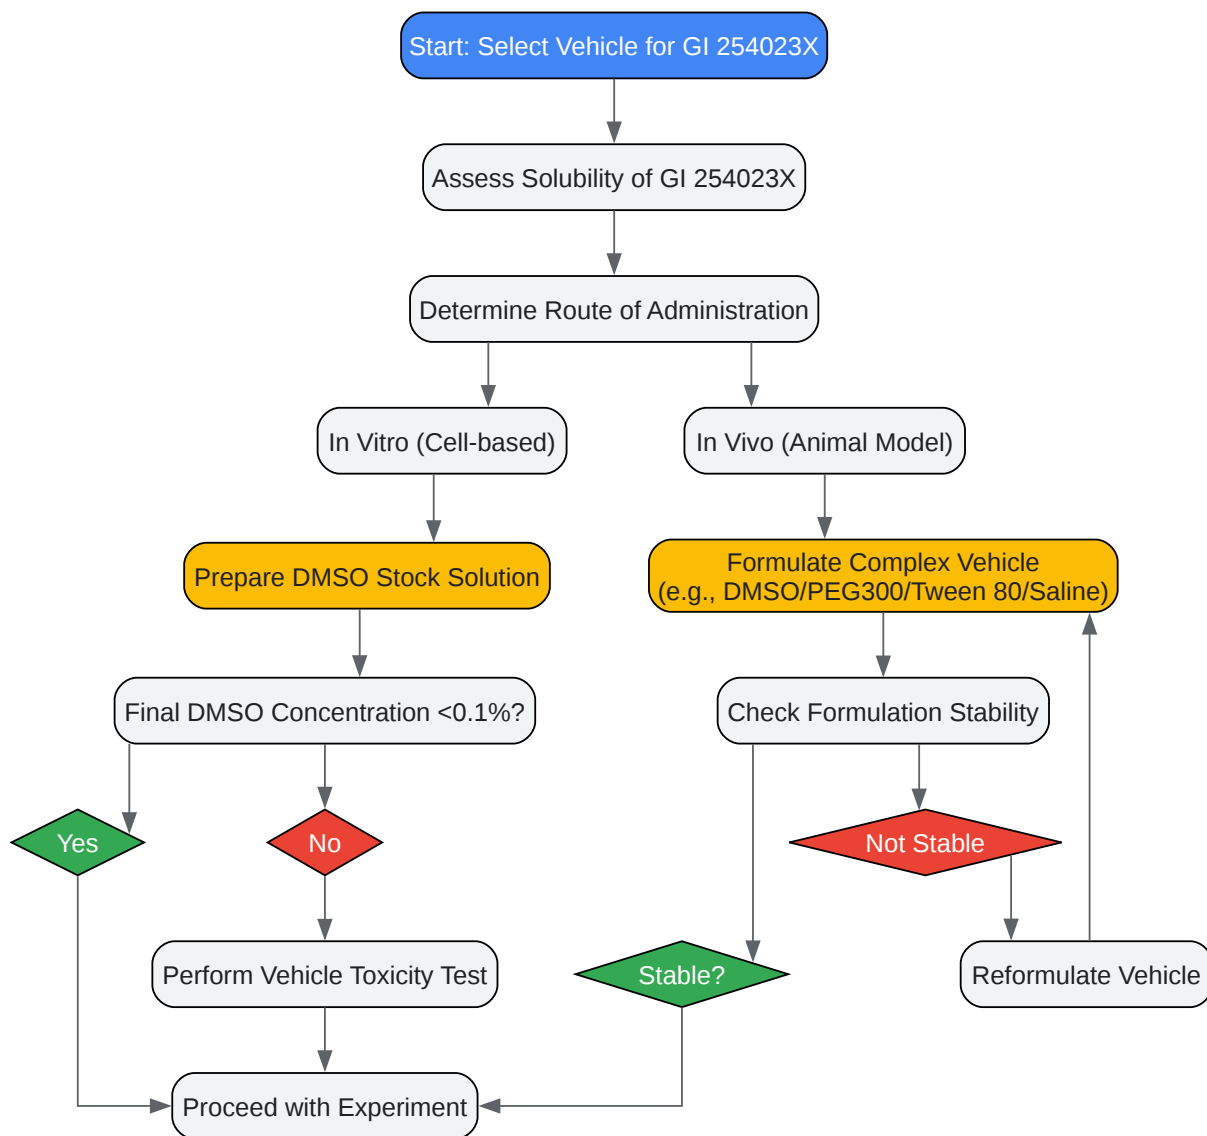 Start: Select Vehicle for GI 254023X
Assess Solubility of GI 254023X
Determine Route of Administration
In Vitro (Cell-based)
In Vivo (Animal Model)
Prepare DMSO Stock Solution
Formulate Complex Vehicle
(e.g., DMSO/PEG300/Tween 80/Saline)
Final DMSO Concentration <0.1%?
Check Formulation Stability
Yes
No
Not Stable
Perform Vehicle Toxicity Test
Stable?
Reformulate Vehicle
Proceed with Experiment